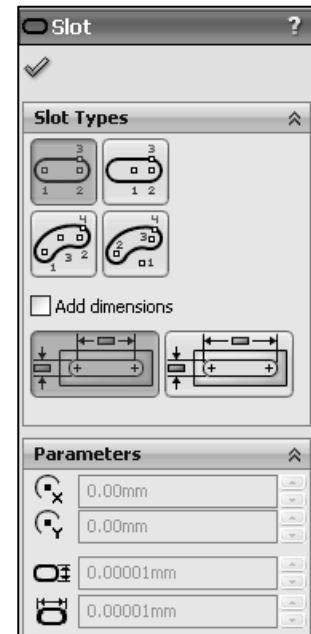 Slot ?
Slot Types
3
1 2
3
1 2
4
1 3 2
4
2 3
1
Add dimensions
Parameters
X 0.00mm
Y 0.00mm
0.00001mm
0.00001mm